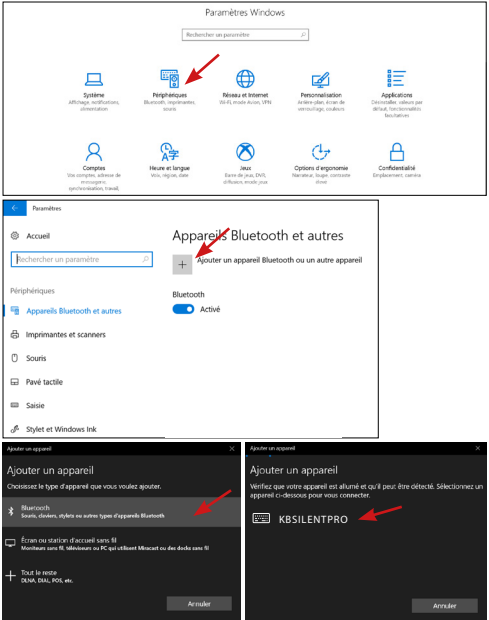 Paramètres Windows
Rechercher un paramètre
Système
Affichage, notifications,
alimentation
Périphériques
Bluetooth, imprimantes,
souris
Réseau et Internet
Wi-Fi, mode Avion, VPN
Personnalisation
Arrière-plan, écran de
verrouillage, couleurs
Applications
Désinstaller, valeurs par
défaut, fonctionnalités
facultatives
Comptes
Vos comptes, adresse de
messagerie,
synchronisation, travail,
Heure et langue
Voix, région, date
Jeux
Barre de jeux, DVR,
diffusion, mode jeux
Options d'ergonomie
Narrateur, loupe, contraste
élevé
Confidentialité
Emplacement, caméra
Paramètres
Accueil
Rechercher un paramètre
Périphériques
Appareils Bluetooth et autres
Imprimantes et scanners
Souris
Pavé tactile
Saisie
Stylet et Windows Ink
Appareils Bluetooth et autres
Ajouter un appareil Bluetooth ou un autre appareil
Bluetooth
Activé
Ajouter un appareil
Ajouter un appareil
Choisissez le type d'appareil que vous voulez ajouter.
Bluetooth
Souris, claviers, stylets ou autres types d'appareils Bluetooth
Écran ou station d'accueil sans fil
Moniteurs sans fil, téléviseurs ou PC qui utilisent Miracast ou des docks sans fil
Tout le reste
DLNA, DIAL, POS, etc.
Annuler
Ajouter un appareil
Ajouter un appareil
Vérifiez que votre appareil est allumé et qu'il peut être détecté. Sélectionnez un
appareil ci-dessous pour vous connecter.
KBSILENTPRO
Annuler